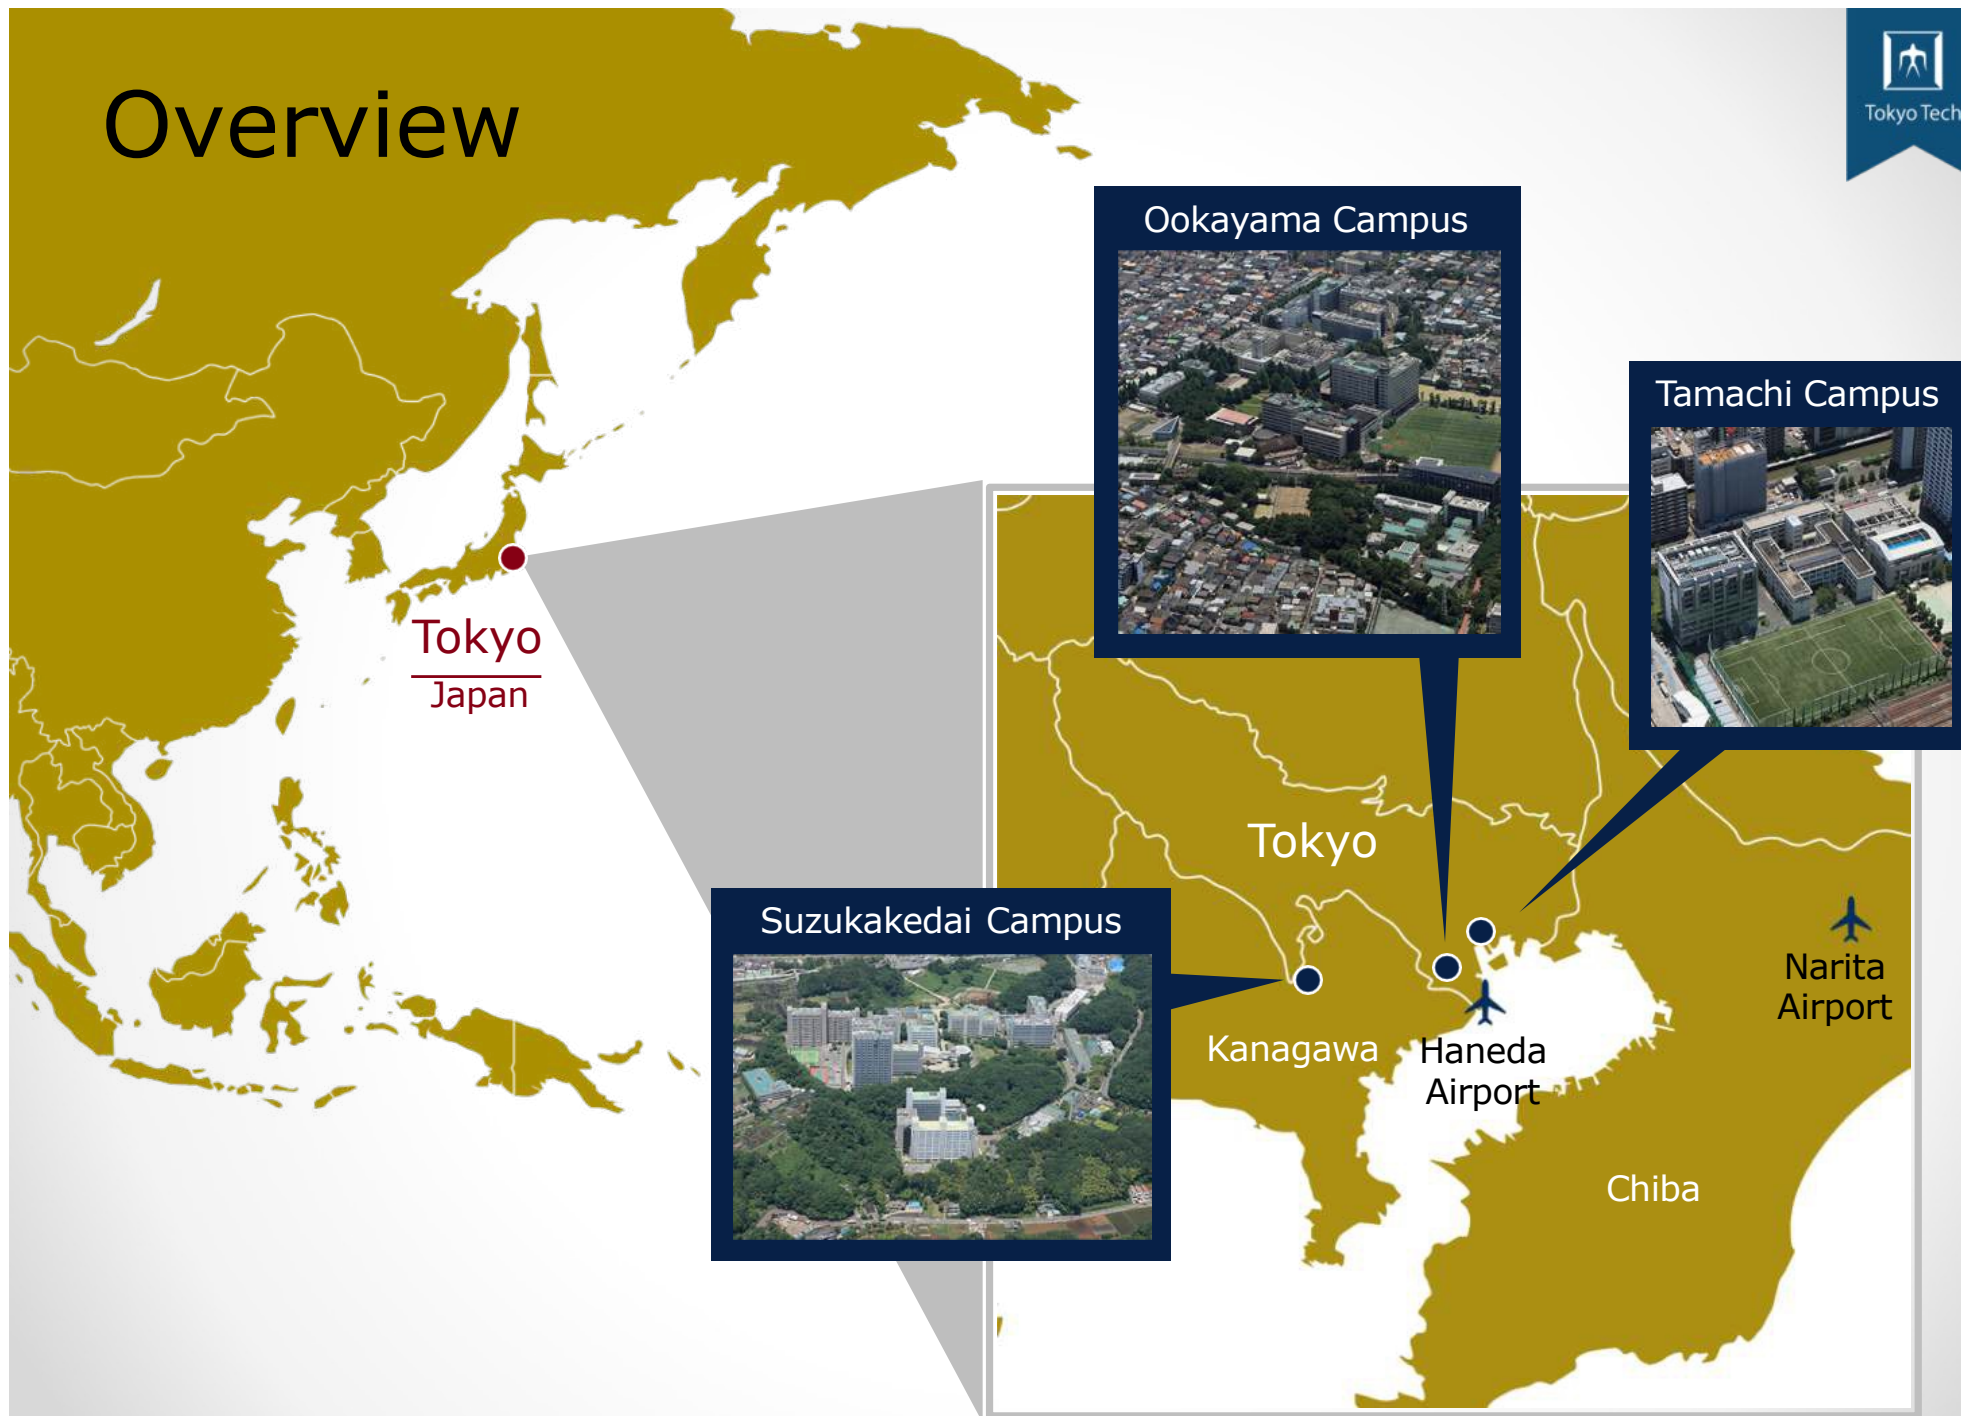 Overview
Tokyo Tech
Ookayama Campus
Tamachi Campus
Tokyo
Japan
Tokyo
Suzukakedai Campus
Narita
Airport
Kanagawa
Haneda
Airport
Chiba